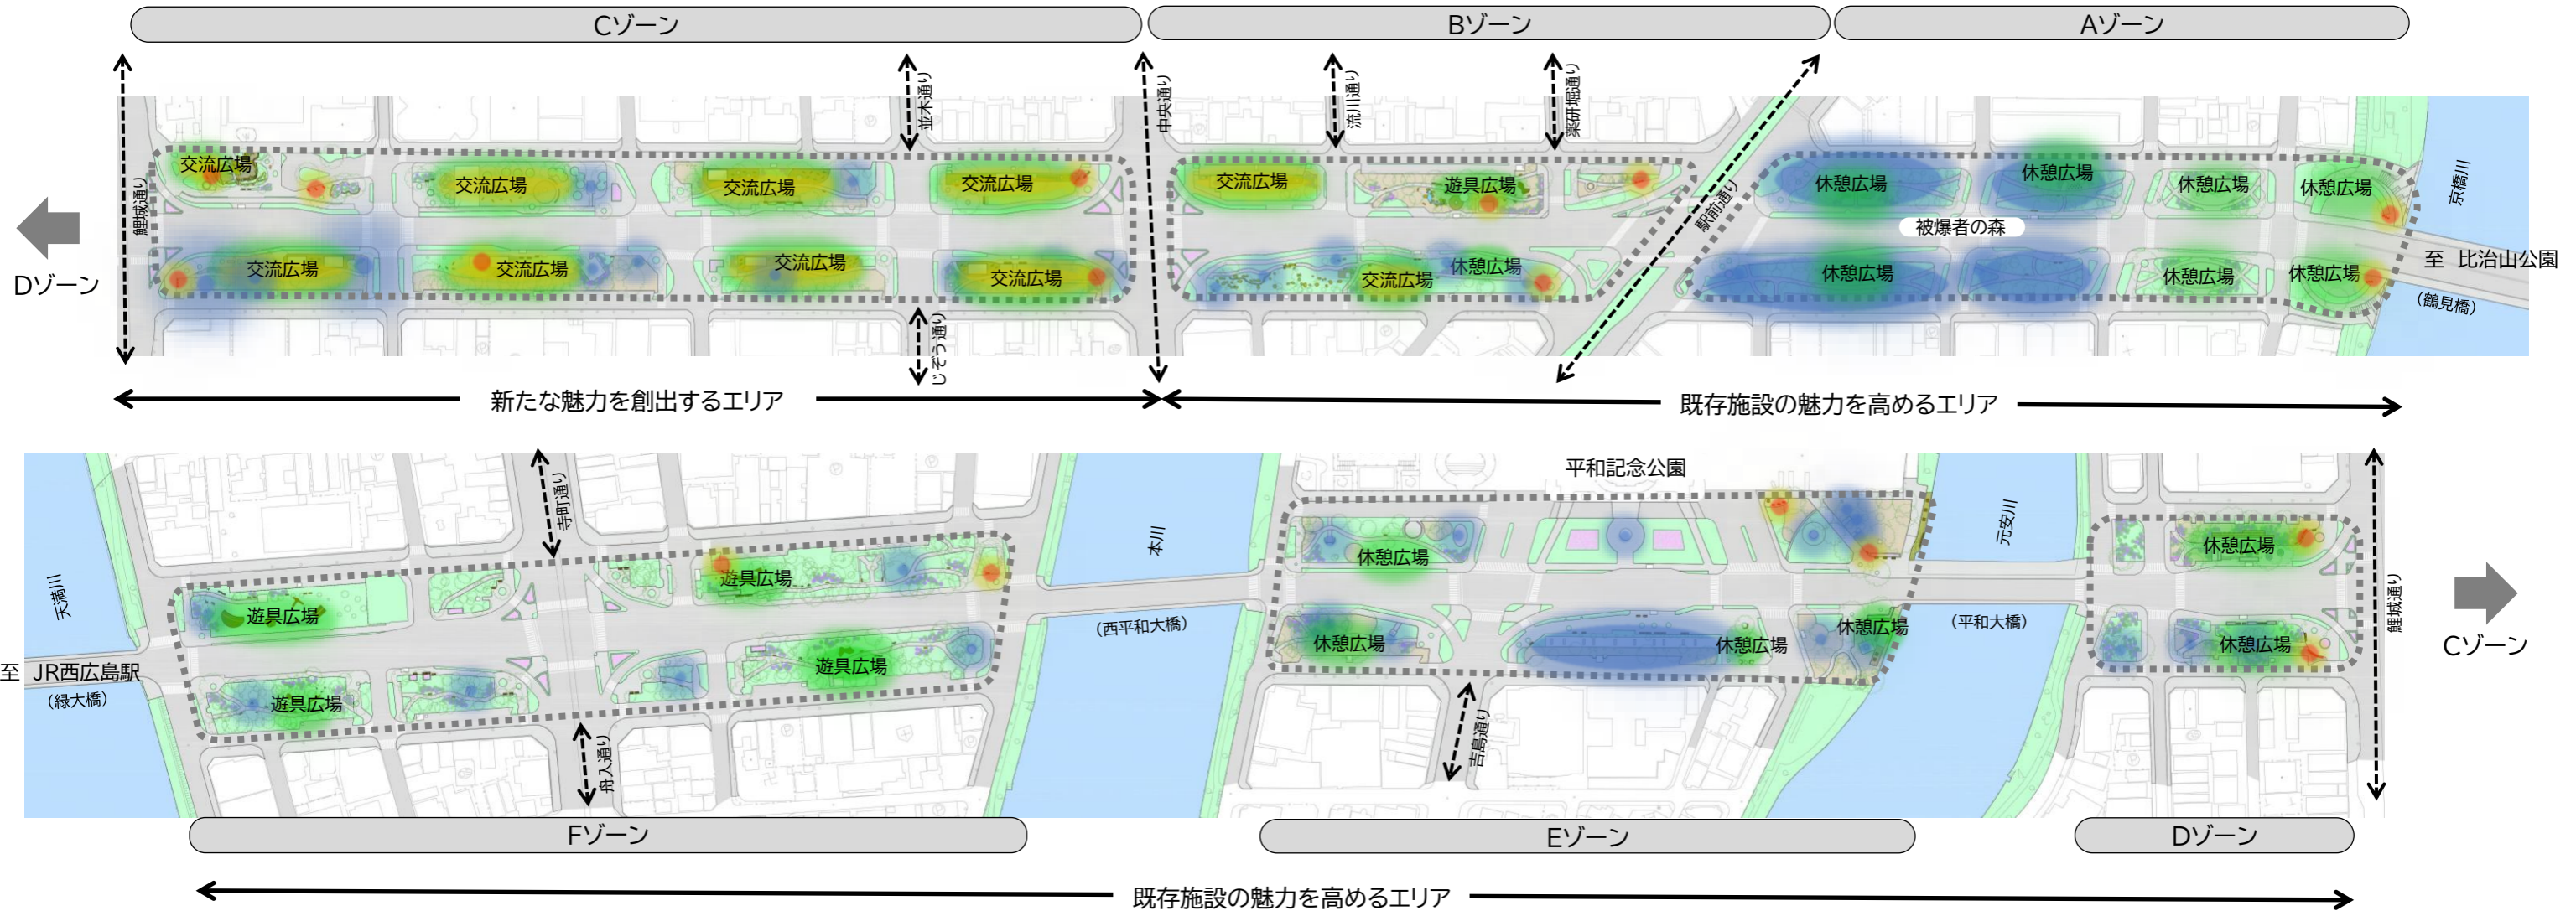 Cゾーン
Bゾーン
Aゾーン
並木通り
中央通り
流川通り
薬研堀通り
鯉城通り
駅前通り
京橋川
交流広場
交流広場
交流広場
交流広場
交流広場
遊具広場
休憩広場
休憩広場
休憩広場
休憩広場
被爆者の森
Dゾーン
交流広場
交流広場
交流広場
交流広場
交流広場
休憩広場
休憩広場
休憩広場
休憩広場
至 比治山公園
(鶴見橋)
じぞう通り
新たな魅力を創出するエリア
既存施設の魅力を高めるエリア
寺町通り
平和記念公園
天満川
本川
元安川
鯉城通り
遊具広場
遊具広場
休憩広場
休憩広場
(西平和大橋)
(平和大橋)
至 JR西広島駅
(緑大橋)
遊具広場
遊具広場
休憩広場
休憩広場
休憩広場
休憩広場
Cゾーン
舟入通り
吉島通り
Fゾーン
Eゾーン
Dゾーン
既存施設の魅力を高めるエリア